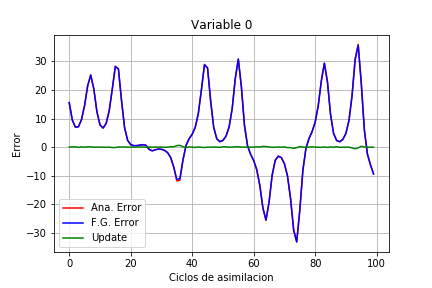 Variable 0
Error
30
20
10
0
−10
−20
−30
Ana. Error
F.G. Error
Update
0 20 40 60 80 100
Ciclos de asimilacion